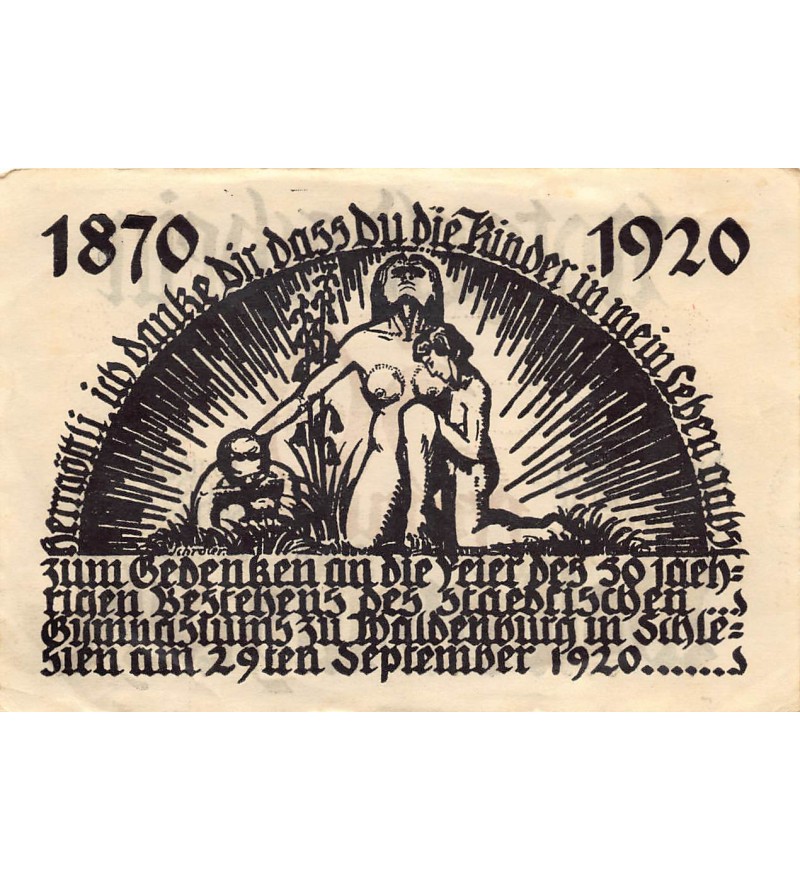 1870
1920
Herrgöttli ich danke dir dass Du die Kinder in mein Leben gabst
zum Gedenken an die Feier des 50 jaeh=
rigen Bestehens des staedtischen ...
Gymnasiums zu Waldenburg in Schle=
sien am 29ten September 1920.......